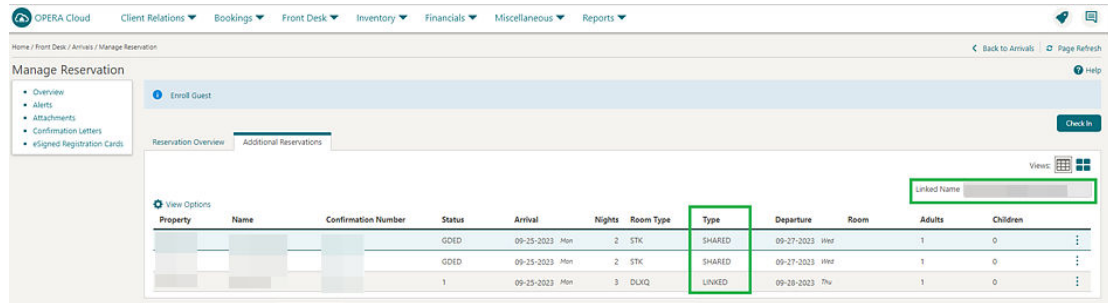 OPERA Cloud Client Relations Bookings Front Desk Inventory Financials Miscellaneous Reports
Home / Front Desk / Arrivals / Manage Reservation Back to Arrivals Page Refresh
Manage Reservation Help
Overview
Alerts
Attachments
Confirmation Letters
eSigned Registration Cards
Enroll Guest
Check In
Reservation Overview Additional Reservations
Views:
Linked Name
View Options
Property Name Confirmation Number Status Arrival Nights Room Type Type Departure Room Adults Children
GDED 09-25-2023 Mon 2 STK SHARED 09-27-2023 Wed 1 0
GDED 09-25-2023 Mon 2 STK SHARED 09-27-2023 Wed 1 0
1 09-25-2023 Mon 3 DLXQ LINKED 09-28-2023 Thu 1 0